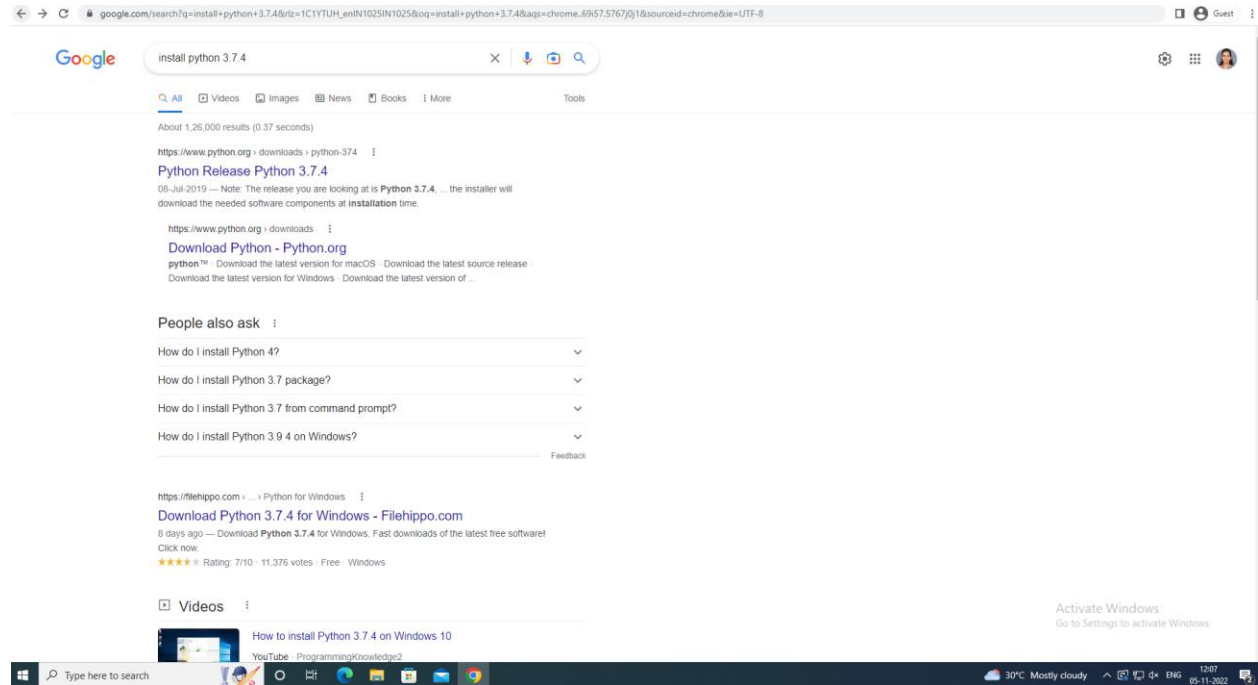 google.com/search?q=install+python+3.7.4&rlz=1C1YTUH_enIN1025IN1025&oq=install+python+3.7.4&aqs=chrome..69i57.5767j0j1&sourceid=chrome&ie=UTF-8
Guest
Google
install python 3.7.4
All Videos Images News Books More Tools
About 1,26,000 results (0.37 seconds)
https://www.python.org › downloads › python-374
Python Release Python 3.7.4
08-Jul-2019 — Note: The release you are looking at is Python 3.7.4, ... the installer will
download the needed software components at installation time.
https://www.python.org › downloads
Download Python - Python.org
python™ · Download the latest version for macOS · Download the latest source release ·
Download the latest version for Windows · Download the latest version of ...
People also ask
How do I install Python 4?
How do I install Python 3.7 package?
How do I install Python 3.7 from command prompt?
How do I install Python 3.9 4 on Windows?
Feedback
https://filehippo.com › ... › Python for Windows
Download Python 3.7.4 for Windows - Filehippo.com
8 days ago — Download Python 3.7.4 for Windows. Fast downloads of the latest free software!
Click now.
Rating: 7/10 · 11,376 votes · Free · Windows
Videos
Activate Windows
Go to Settings to activate Windows.
How to install Python 3.7.4 on Windows 10
YouTube · ProgrammingKnowledge2
Type here to search
30°C Mostly cloudy
ENG
12:07
05-11-2022